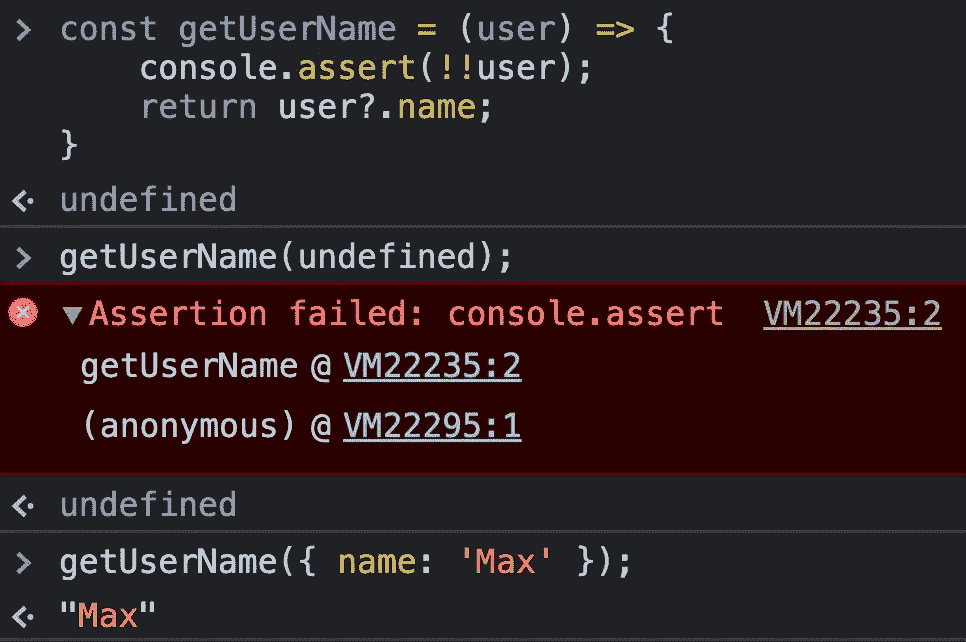 > const getUserName = (user) => {
console.assert(!!user);
return user?.name;
}
undefined
> getUserName(undefined);
▼Assertion failed: console.assert VM22235:2
getUserName @ VM22235:2
(anonymous) @ VM22295:1
undefined
> getUserName({ name: 'Max' });
"Max"